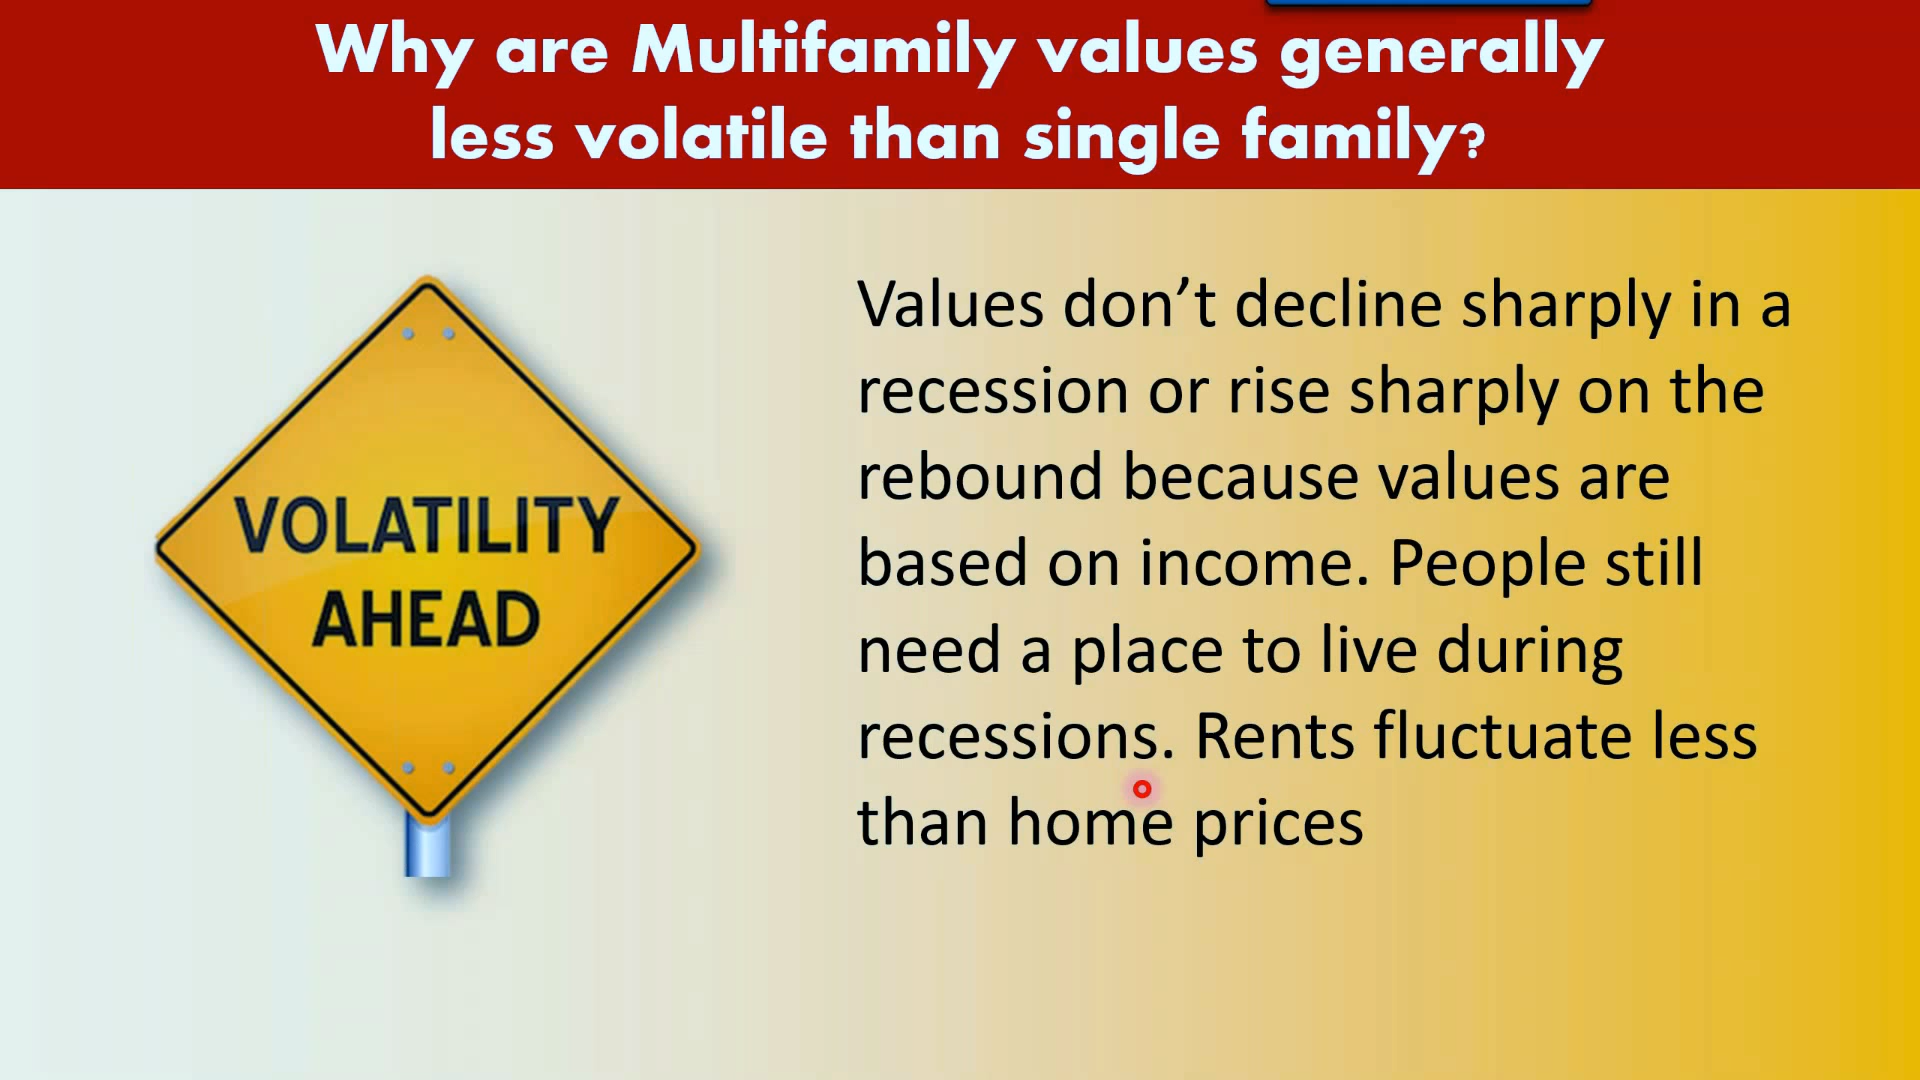 Why are Multifamily values generally
less volatile than single family?
VOLATILITY
AHEAD
Values don’t decline sharply in a
recession or rise sharply on the
rebound because values are
based on income. People still
need a place to live during
recessions. Rents fluctuate less
than home prices